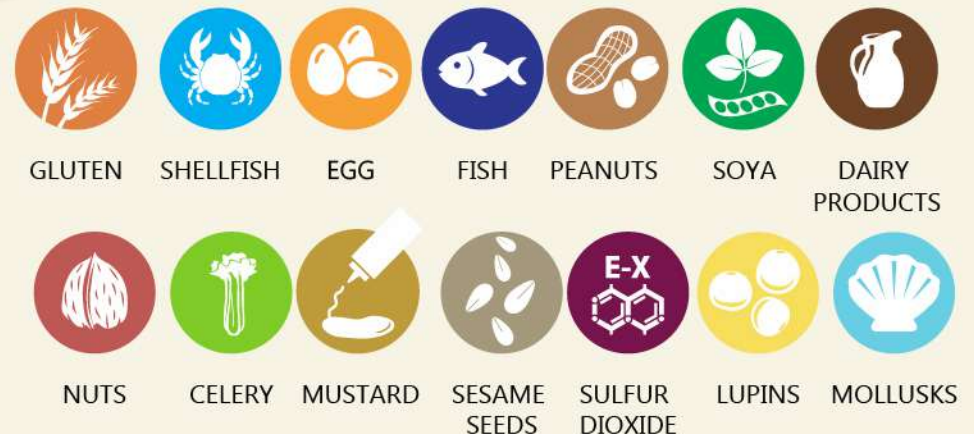 GLUTEN SHELLFISH EGG FISH PEANUTS SOYA DAIRY
PRODUCTS
E-X
NUTS CELERY MUSTARD SESAME SULFUR LUPINS MOLLUSKS
SEEDS DIOXIDE